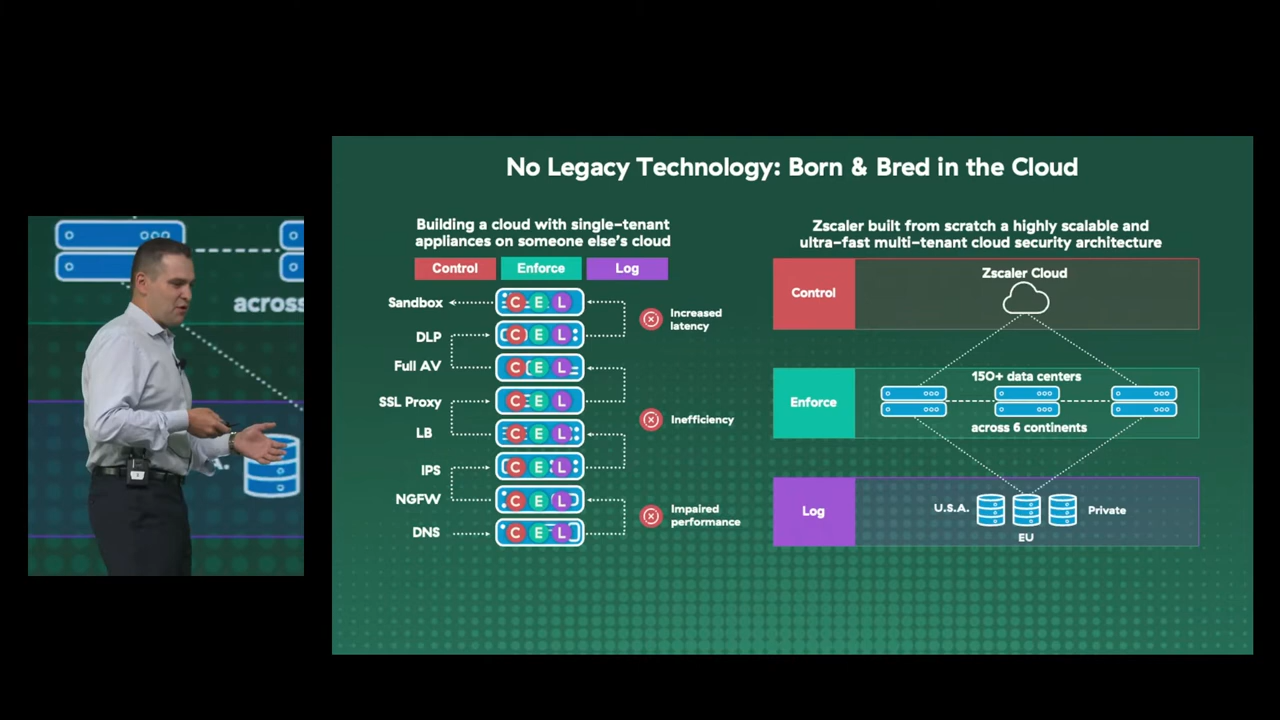 No Legacy Technology: Born & Bred in the Cloud
Building a cloud with single-tenant
appliances on someone else's cloud
Control
Enforce
Log
Sandbox
C E L
DLP
C E L
Full AV
C E L
SSL Proxy
C E L
LB
C E L
IPS
C E L
NGFW
C E L
DNS
C E L
Increased
latency
Inefficiency
Impaired
performance
Zscaler built from scratch a highly scalable and
ultra-fast multi-tenant cloud security architecture
Control
Zscaler Cloud
Enforce
150+ data centers
across 6 continents
Log
U.S.A.
EU
Private
across